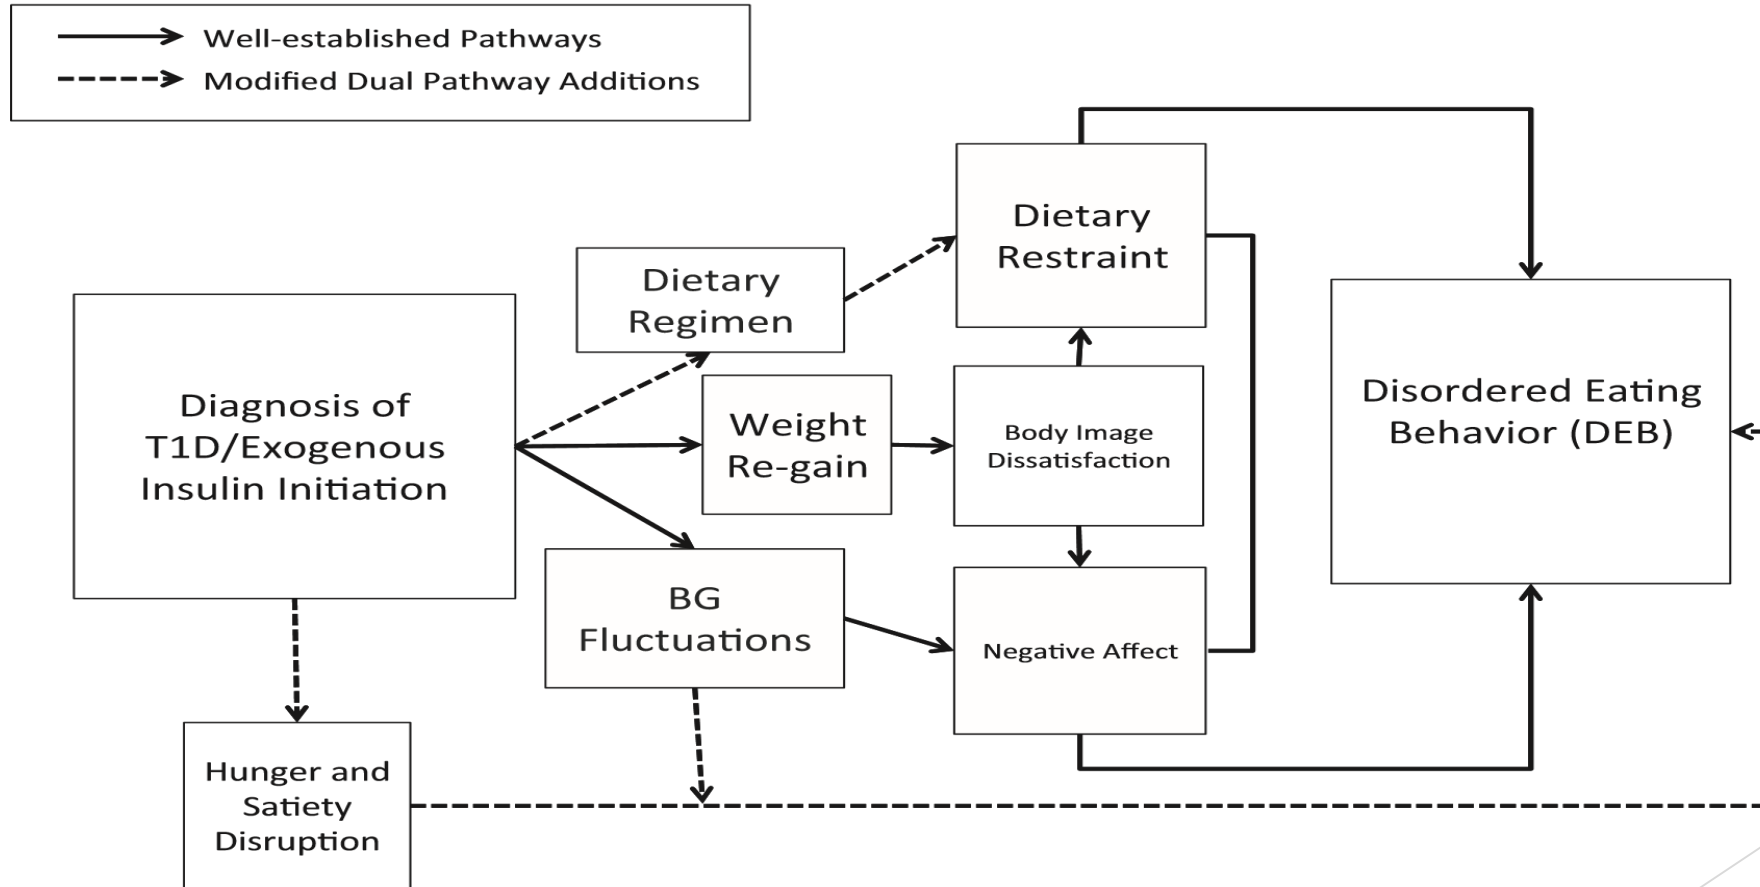 Well-established Pathways
Modified Dual Pathway Additions
Dietary
Restraint
Dietary
Regimen
Diagnosis of
T1D/Exogenous
Insulin Initiation
Weight
Re-gain
Body Image
Dissatisfaction
Disordered Eating
Behavior (DEB)
BG
Fluctuations
Negative Affect
Hunger and
Satiety
Disruption